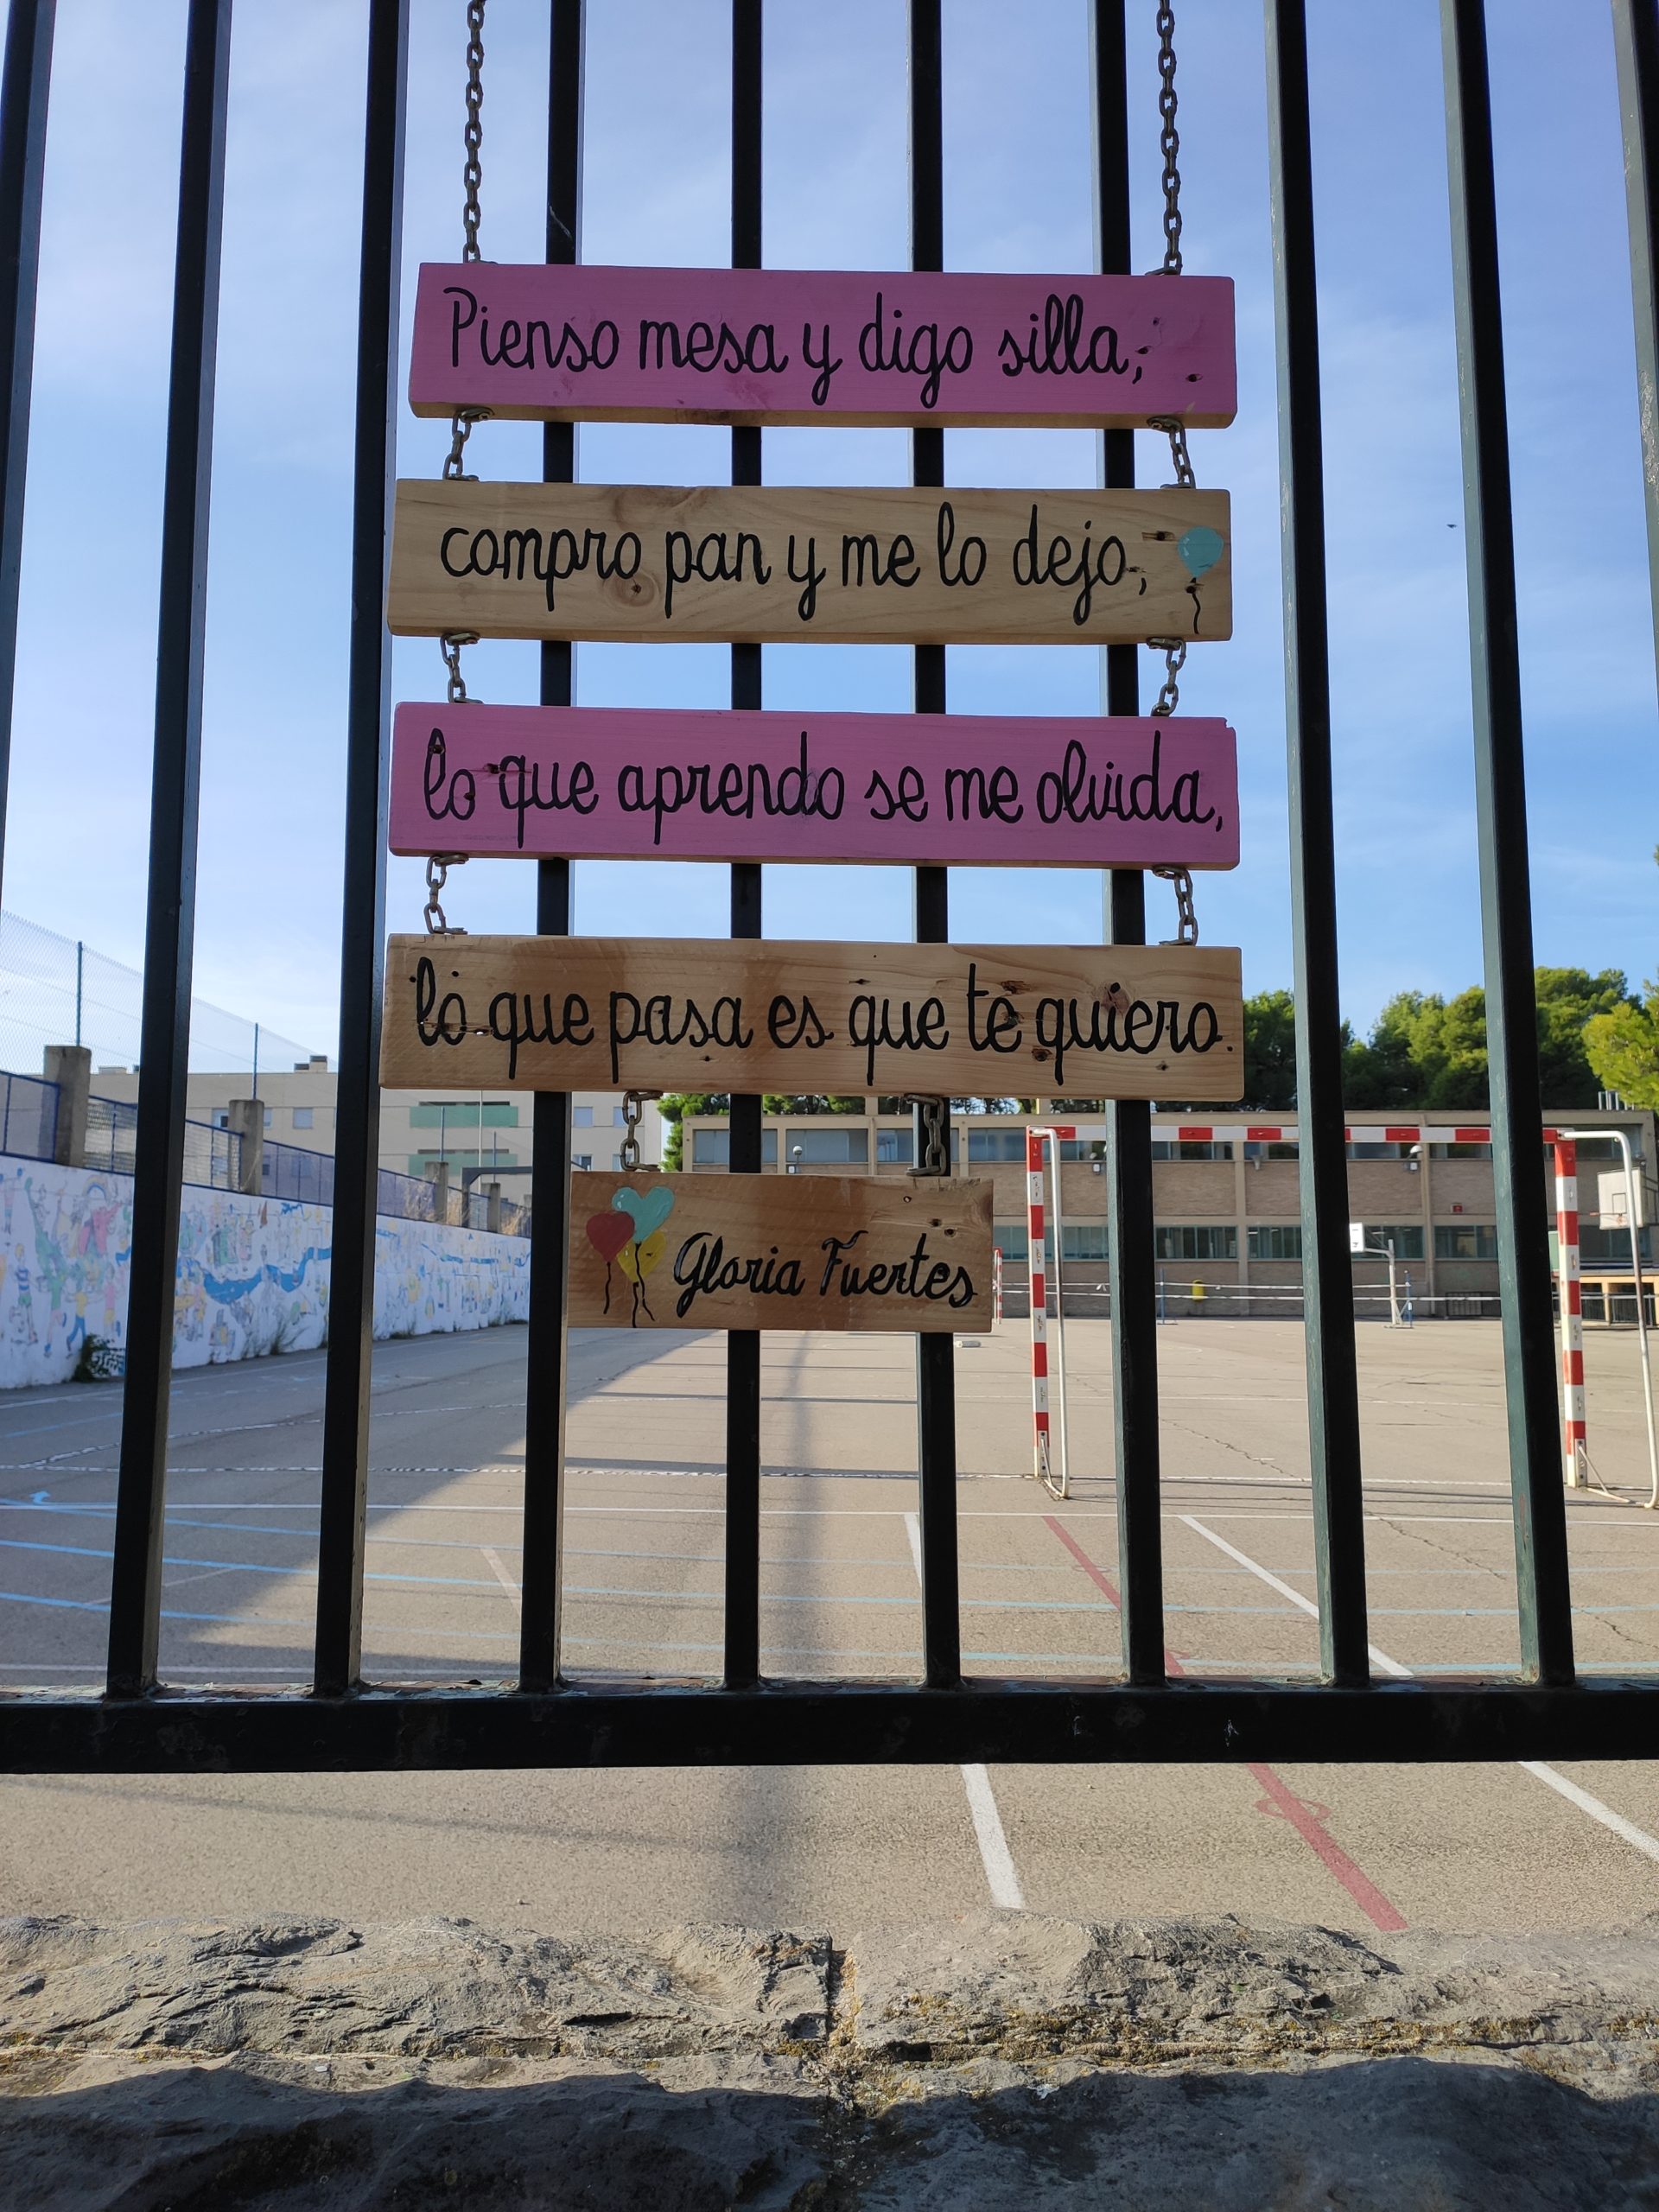 Pienso mesa y digo silla,
compro pan y me lo dejo,
lo que aprendo se me olvida,
lo que pasa es que te quiero.
Gloria Fuertes